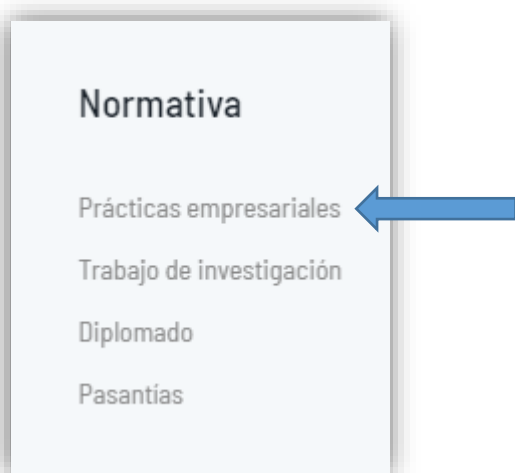 Normativa
Prácticas empresariales
Trabajo de investigación
Diplomado
Pasantías